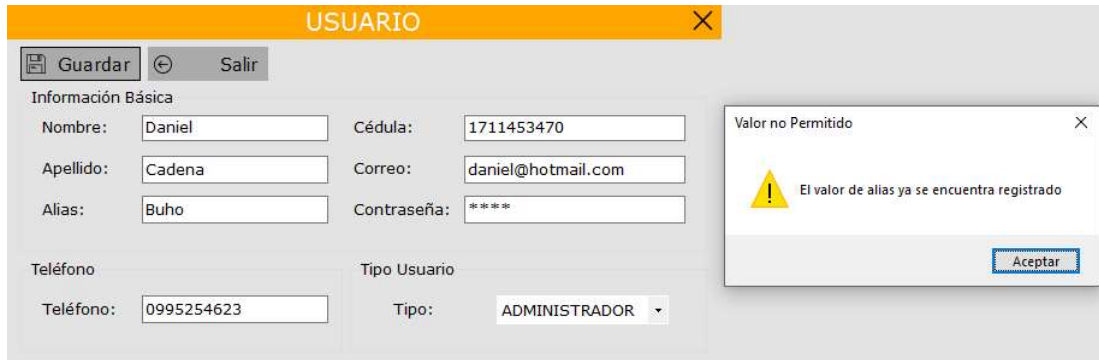 USUARIO
Guardar Salir
Información Básica
Nombre: Daniel Cédula: 1711453470
Apellido: Cadena Correo: daniel@hotmail.com
Alias: Buho Contraseña: ****
Teléfono Tipo Usuario
Teléfono: 0995254623 Tipo: ADMINISTRADOR
Valor no Permitido
El valor de alias ya se encuentra registrado
Aceptar